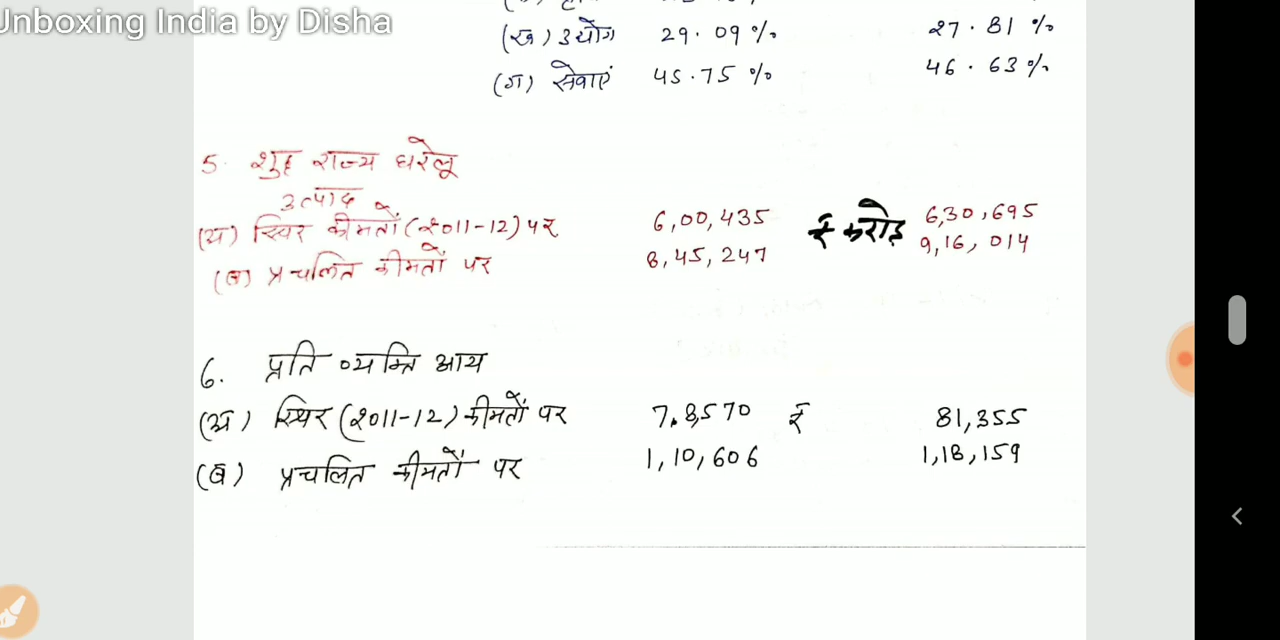 Unboxing India by Disha
(ख) उद्योग 29.09% 27.81%
(ग) सेवाएं 45.75% 46.63%
5. शुद्ध राज्य घरेलू
उत्पाद
(अ) स्थिर कीमतों (2011-12) पर 6,00,435 ₹ करोड़ 6,30,695
(ब) प्रचलित कीमतों पर 8,45,247 9,16,014
6. प्रति व्यक्ति आय
(अ) स्थिर (2011-12) कीमतों पर 78,570 ₹ 81,355
(ब) प्रचलित कीमतों पर 1,10,606 1,18,159